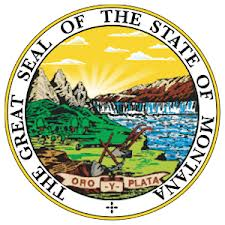 THE GREAT SEAL OF THE STATE OF MONTANA
ORO Y PLATA